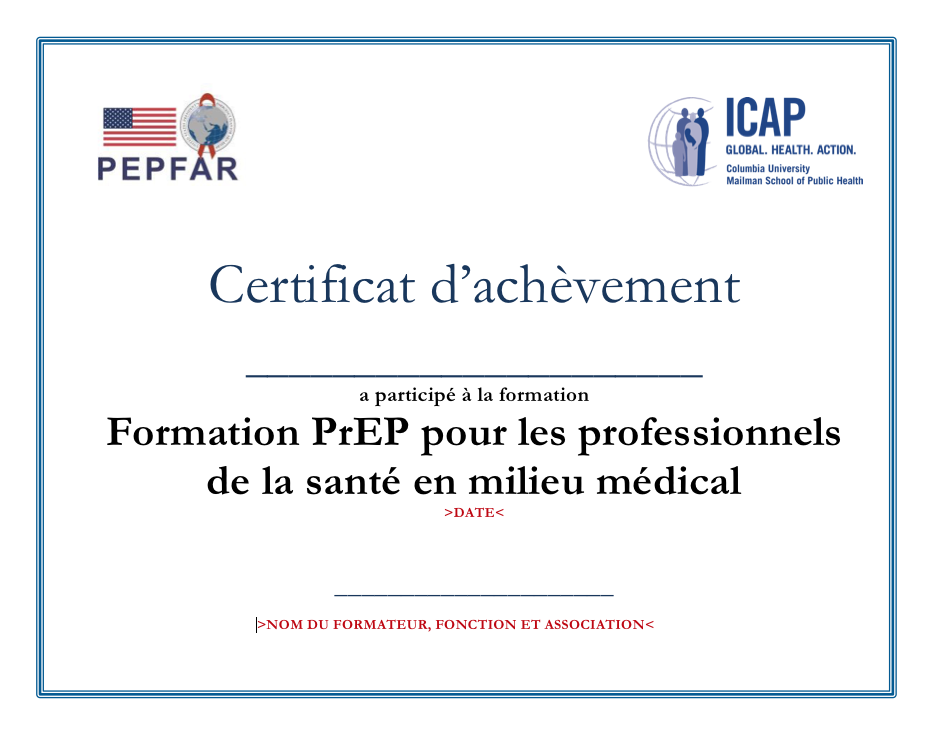 PEPFAR
ICAP
GLOBAL. HEALTH. ACTION.
Columbia University
Mailman School of Public Health
Certificat d’achèvement
a participé à la formation
Formation PrEP pour les professionnels
de la santé en milieu médical
>DATE<
>NOM DU FORMATEUR, FONCTION ET ASSOCIATION<